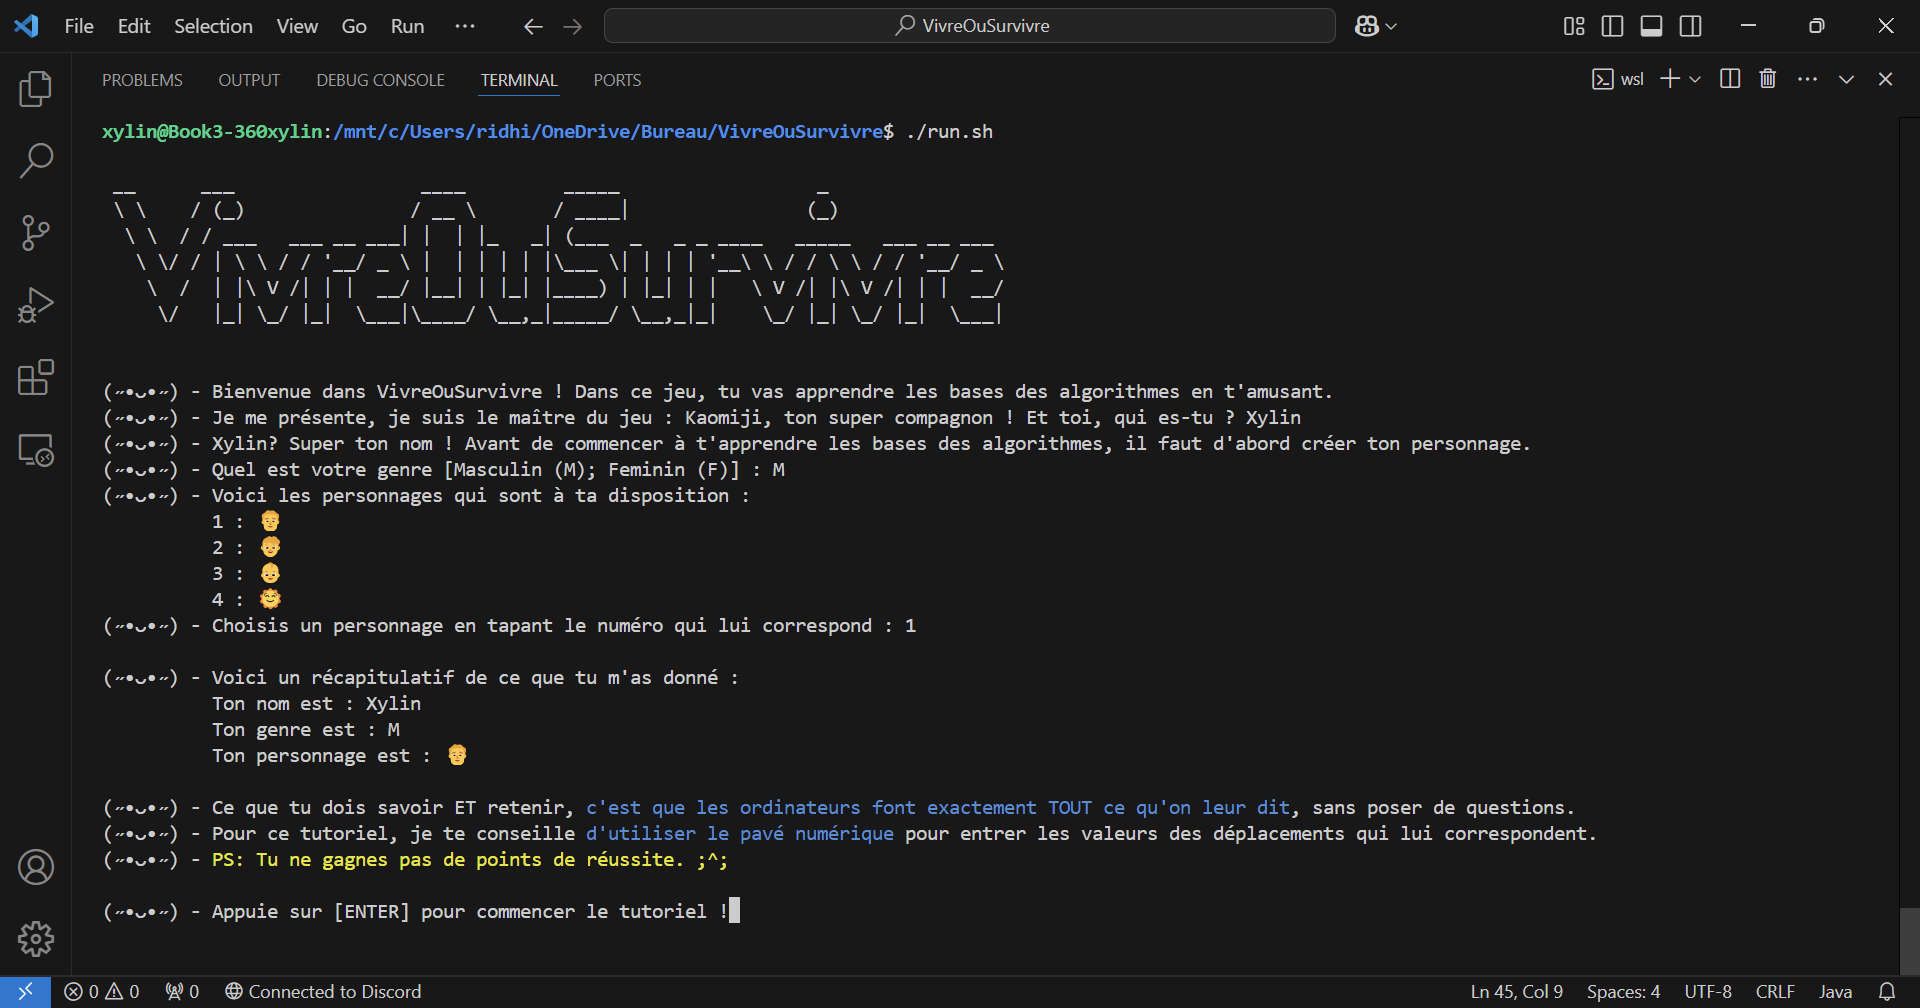 File Edit Selection View Go Run ··· VivreOuSurvivre
PROBLEMS OUTPUT DEBUG CONSOLE TERMINAL PORTS wsl
xylin@Book3-360xylin:/mnt/c/Users/ridhi/OneDrive/Bureau/VivreOuSurvivre$ ./run.sh
VivreOuSurvivre
(˶•ᴗ•˶) - Bienvenue dans VivreOuSurvivre ! Dans ce jeu, tu vas apprendre les bases des algorithmes en t'amusant.
(˶•ᴗ•˶) - Je me présente, je suis le maître du jeu : Kaomiji, ton super compagnon ! Et toi, qui es-tu ? Xylin
(˶•ᴗ•˶) - Xylin? Super ton nom ! Avant de commencer à t'apprendre les bases des algorithmes, il faut d'abord créer ton personnage.
(˶•ᴗ•˶) - Quel est votre genre [Masculin (M); Feminin (F)] : M
(˶•ᴗ•˶) - Voici les personnages qui sont à ta disposition :
1 :
2 :
3 :
4 :
(˶•ᴗ•˶) - Choisis un personnage en tapant le numéro qui lui correspond : 1
(˶•ᴗ•˶) - Voici un récapitulatif de ce que tu m'as donné :
Ton nom est : Xylin
Ton genre est : M
Ton personnage est :
(˶•ᴗ•˶) - Ce que tu dois savoir ET retenir, c'est que les ordinateurs font exactement TOUT ce qu'on leur dit, sans poser de questions.
(˶•ᴗ•˶) - Pour ce tutoriel, je te conseille d'utiliser le pavé numérique pour entrer les valeurs des déplacements qui lui correspondent.
(˶•ᴗ•˶) - PS: Tu ne gagnes pas de points de réussite. ;^;
(˶•ᴗ•˶) - Appuie sur [ENTER] pour commencer le tutoriel !
0 0 0 Connected to Discord Ln 45, Col 9 Spaces: 4 UTF-8 CRLF Java